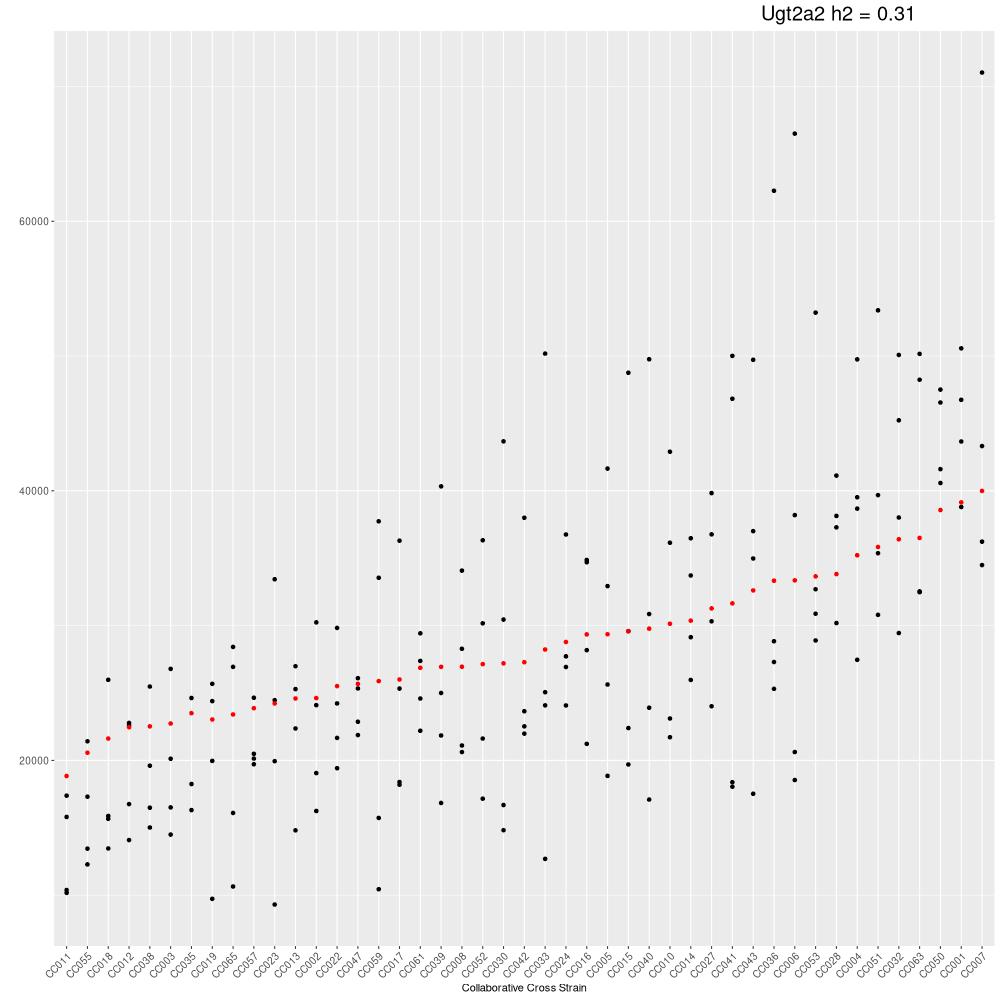 Ugt2a2 h2 = 0.31
60000
40000
20000
CC011 CC055 CC018 CC012 CC038 CC003 CC035 CC019 CC065 CC057 CC023 CC013 CC002 CC022 CC047 CC059 CC017 CC061 CC039 CC008 CC052 CC030 CC042 CC033 CC024 CC016 CC005 CC015 CC040 CC010 CC014 CC027 CC041 CC043 CC036 CC006 CC053 CC028 CC004 CC051 CC032 CC063 CC050 CC001 CC007
Collaborative Cross Strain